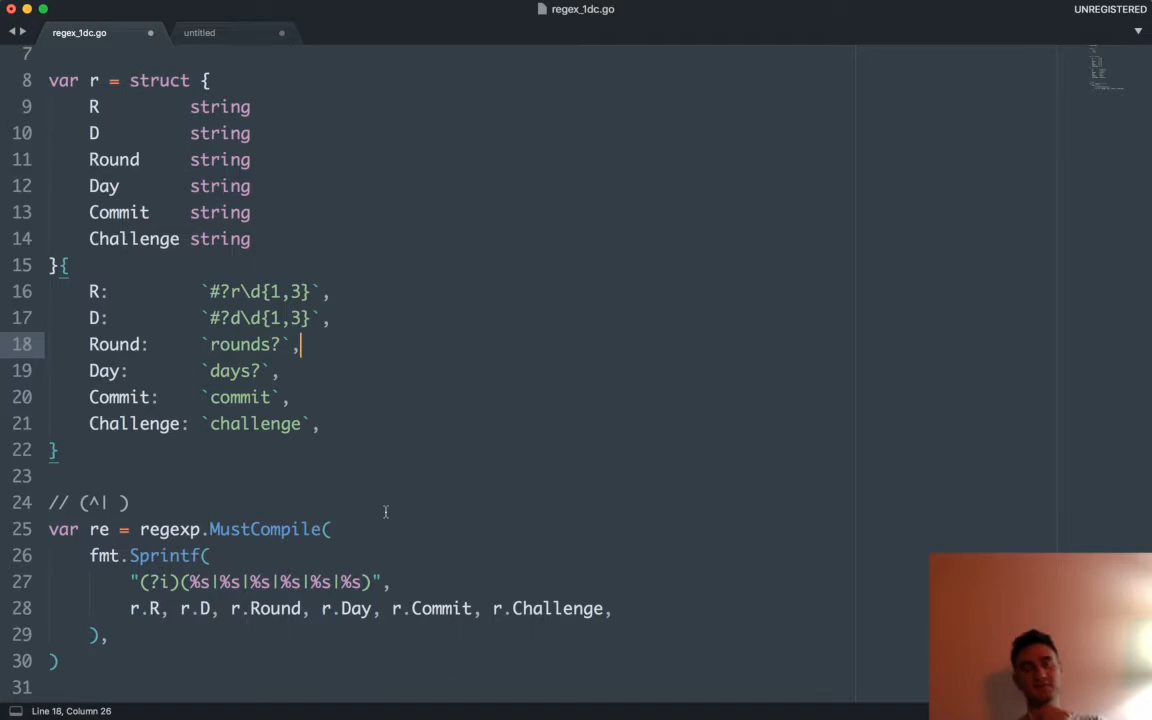 regex_1dc.go
UNREGISTERED
regex_1dc.go
untitled
7
8 var r = struct {
9 R string
10 D string
11 Round string
12 Day string
13 Commit string
14 Challenge string
15 }{
16 R: `#?r\d{1,3}`,
17 D: `#?d\d{1,3}`,
18 Round: `rounds?`,
19 Day: `days?`,
20 Commit: `commit`,
21 Challenge: `challenge`,
22 }
23
24 // (^| )
25 var re = regexp.MustCompile(
26 fmt.Sprintf(
27 "(?i)(%s|%s|%s|%s|%s|%s)",
28 r.R, r.D, r.Round, r.Day, r.Commit, r.Challenge,
29 ),
30 )
31
Line 18, Column 26